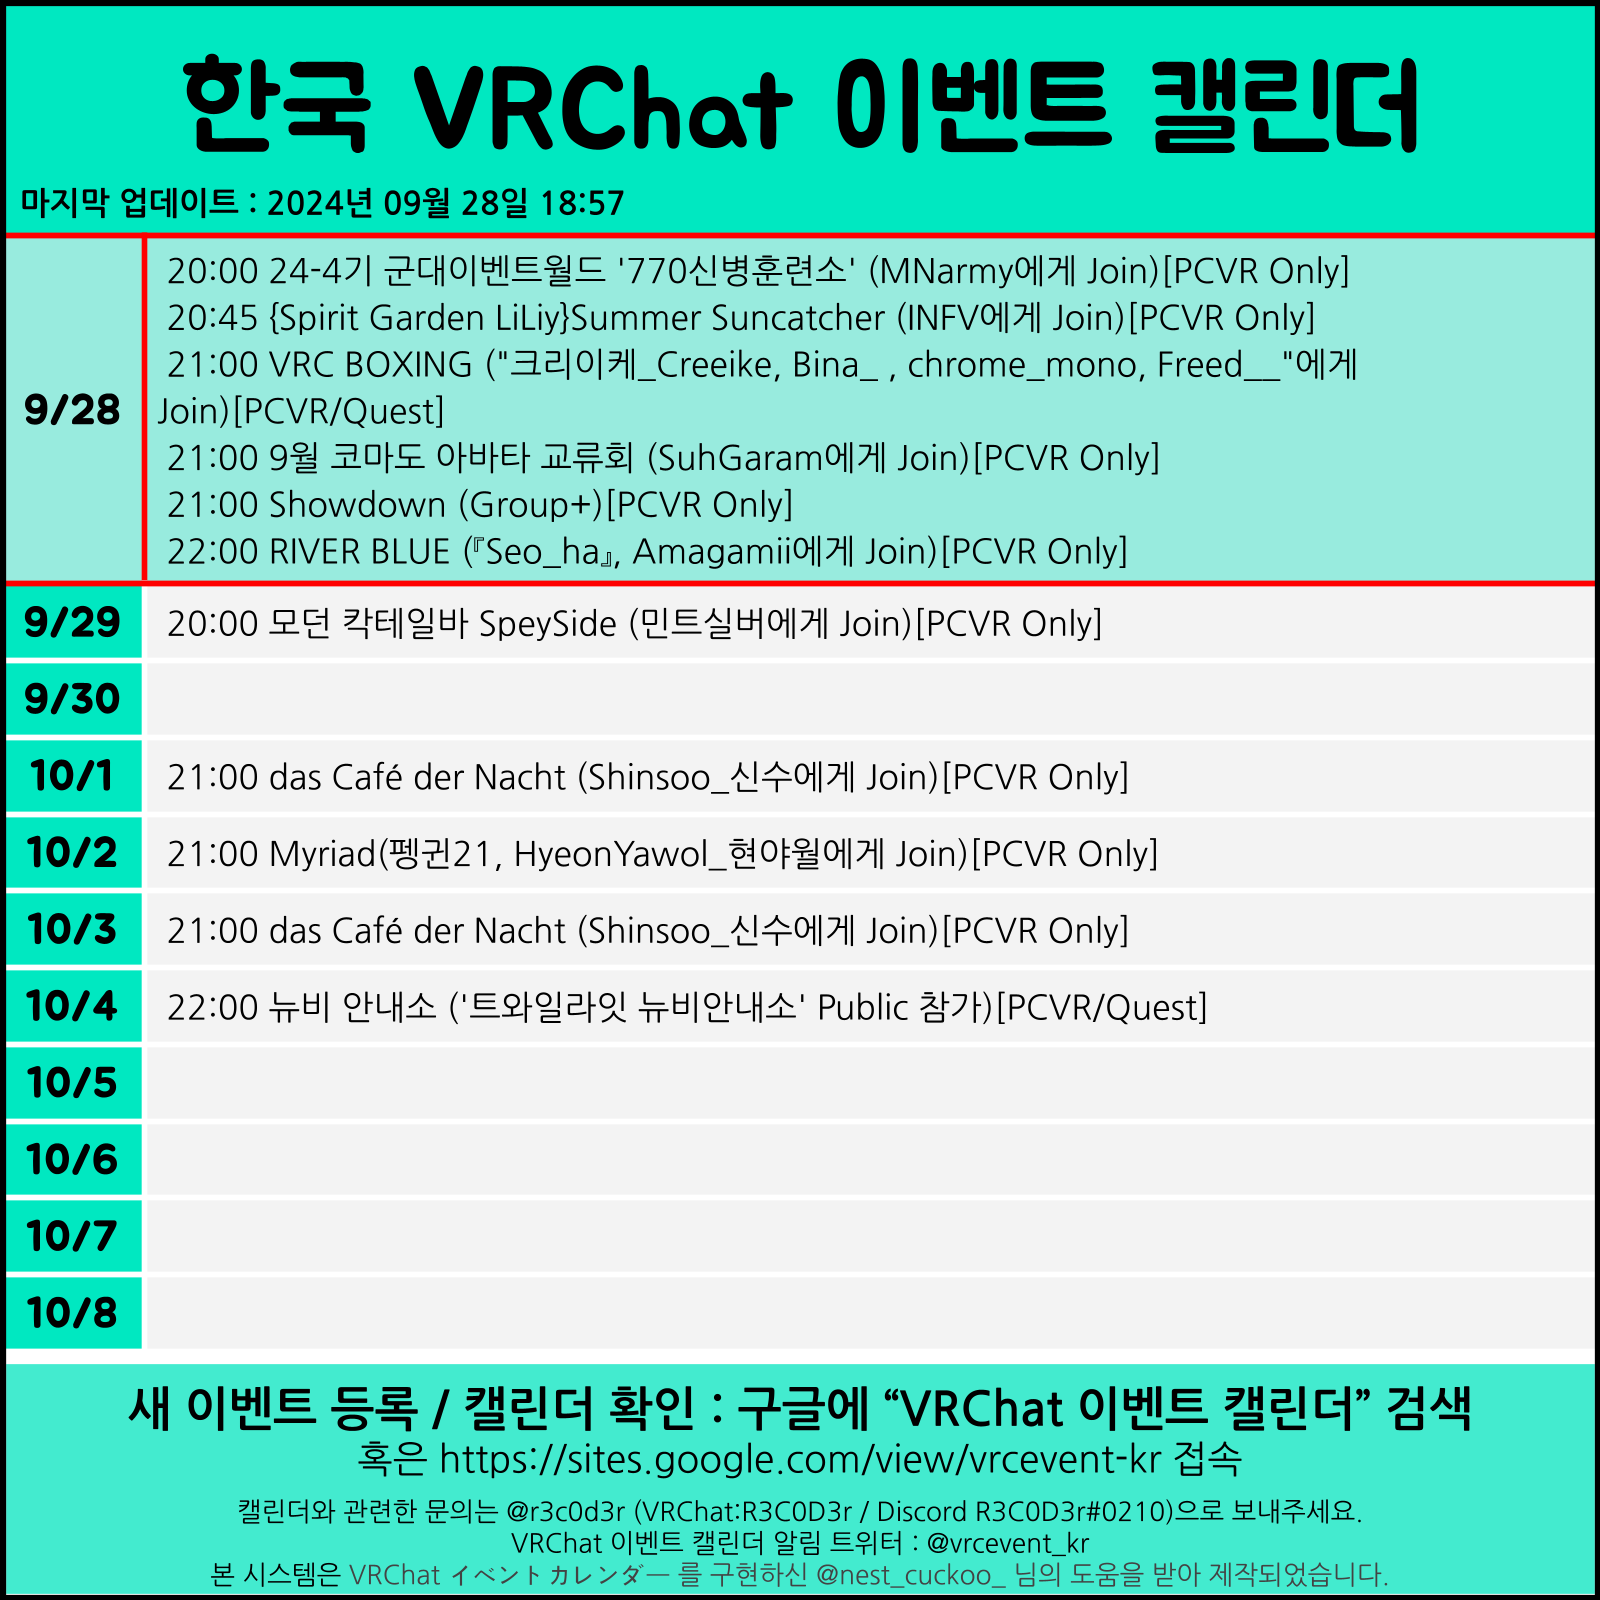 한국 VRChat 이벤트 캘린더
마지막 업데이트 : 2024년 09월 28일 18:57
9/28
20:00 24-4기 군대이벤트월드 '770신병훈련소' (MNarmy에게 Join)[PCVR Only]
20:45 {Spirit Garden LiLiy}Summer Suncatcher (INFV에게 Join)[PCVR Only]
21:00 VRC BOXING ("크리이케_Creeike, Bina_ , chrome_mono, Freed__"에게
Join)[PCVR/Quest]
21:00 9월 코마도 아바타 교류회 (SuhGaram에게 Join)[PCVR Only]
21:00 Showdown (Group+)[PCVR Only]
22:00 RIVER BLUE (『Seo_ha』, Amagamii에게 Join)[PCVR Only]
9/29 20:00 모던 칵테일바 SpeySide (민트실버에게 Join)[PCVR Only]
9/30
10/1 21:00 das Café der Nacht (Shinsoo_신수에게 Join)[PCVR Only]
10/2 21:00 Myriad(펭귄21, HyeonYawol_현야월에게 Join)[PCVR Only]
10/3 21:00 das Café der Nacht (Shinsoo_신수에게 Join)[PCVR Only]
10/4 22:00 뉴비 안내소 ('트와일라잇 뉴비안내소' Public 참가)[PCVR/Quest]
10/5
10/6
10/7
10/8
새 이벤트 등록 / 캘린더 확인 : 구글에 “VRChat 이벤트 캘린더” 검색
혹은 https://sites.google.com/view/vrcevent-kr 접속
캘린더와 관련한 문의는 @r3c0d3r (VRChat:R3C0D3r / Discord R3C0D3r#0210)으로 보내주세요.
VRChat 이벤트 캘린더 알림 트위터 : @vrcevent_kr
본 시스템은 VRChat イベントカレンダー 를 구현하신 @nest_cuckoo_ 님의 도움을 받아 제작되었습니다.